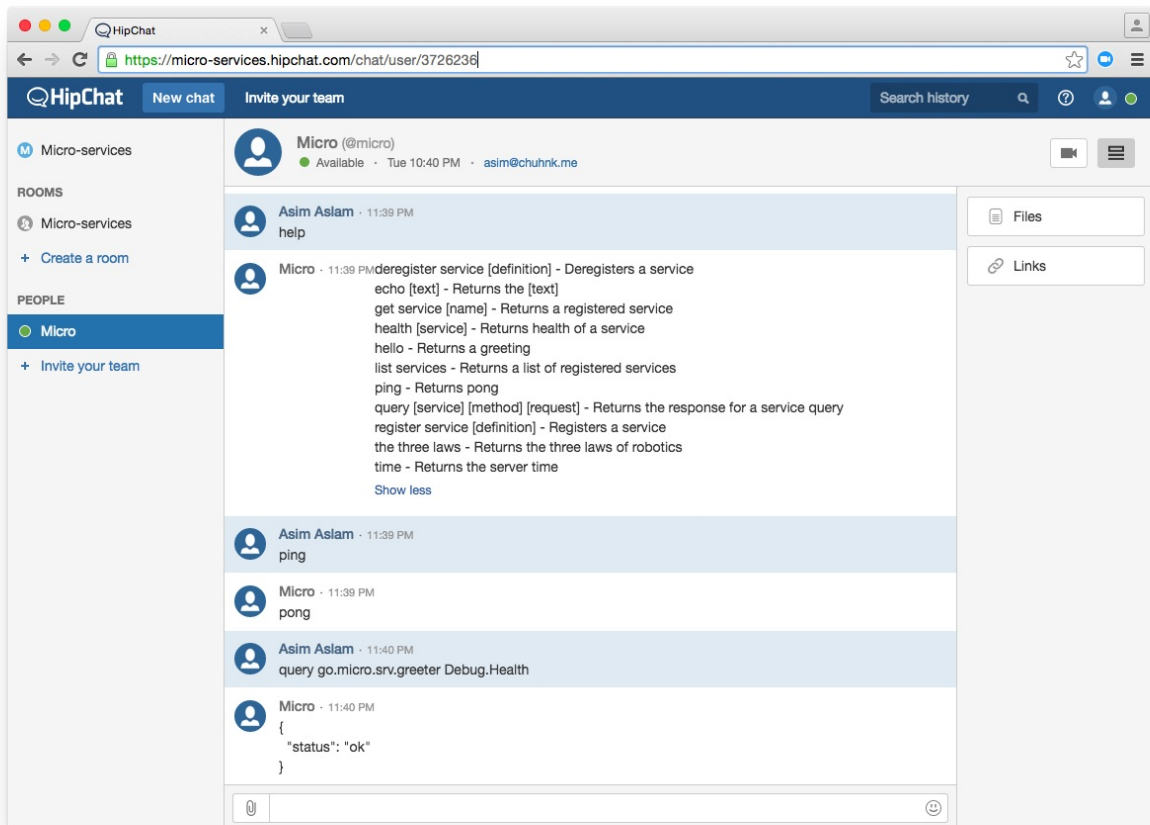 HipChat
https://micro-services.hipchat.com/chat/user/3726236
HipChat New chat Invite your team Search history
Micro-services
ROOMS
Micro-services
+ Create a room
PEOPLE
Micro
+ Invite your team
Micro (@micro)
Available · Tue 10:40 PM · asim@chuhnk.me
Asim Aslam · 11:39 PM
help
Micro · 11:39 PM deregister service [definition] - Deregisters a service
echo [text] - Returns the [text]
get service [name] - Returns a registered service
health [service] - Returns health of a service
hello - Returns a greeting
list services - Returns a list of registered services
ping - Returns pong
query [service] [method] [request] - Returns the response for a service query
register service [definition] - Registers a service
the three laws - Returns the three laws of robotics
time - Returns the server time
Show less
Asim Aslam · 11:39 PM
ping
Micro · 11:39 PM
pong
Asim Aslam · 11:40 PM
query go.micro.srv.greeter Debug.Health
Micro · 11:40 PM
{
"status": "ok"
}
Files
Links